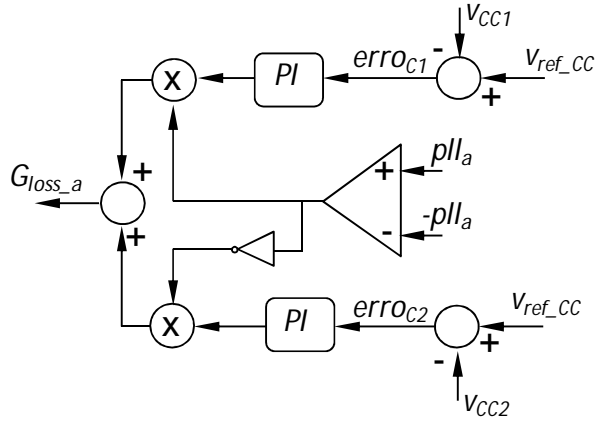 v_CC1
-
X
PI
erro_C1
v_ref_CC
+
+
pll_a
+
G_loss_a
+
-
-pll_a
X
PI
erro_C2
v_ref_CC
+
-
v_CC2